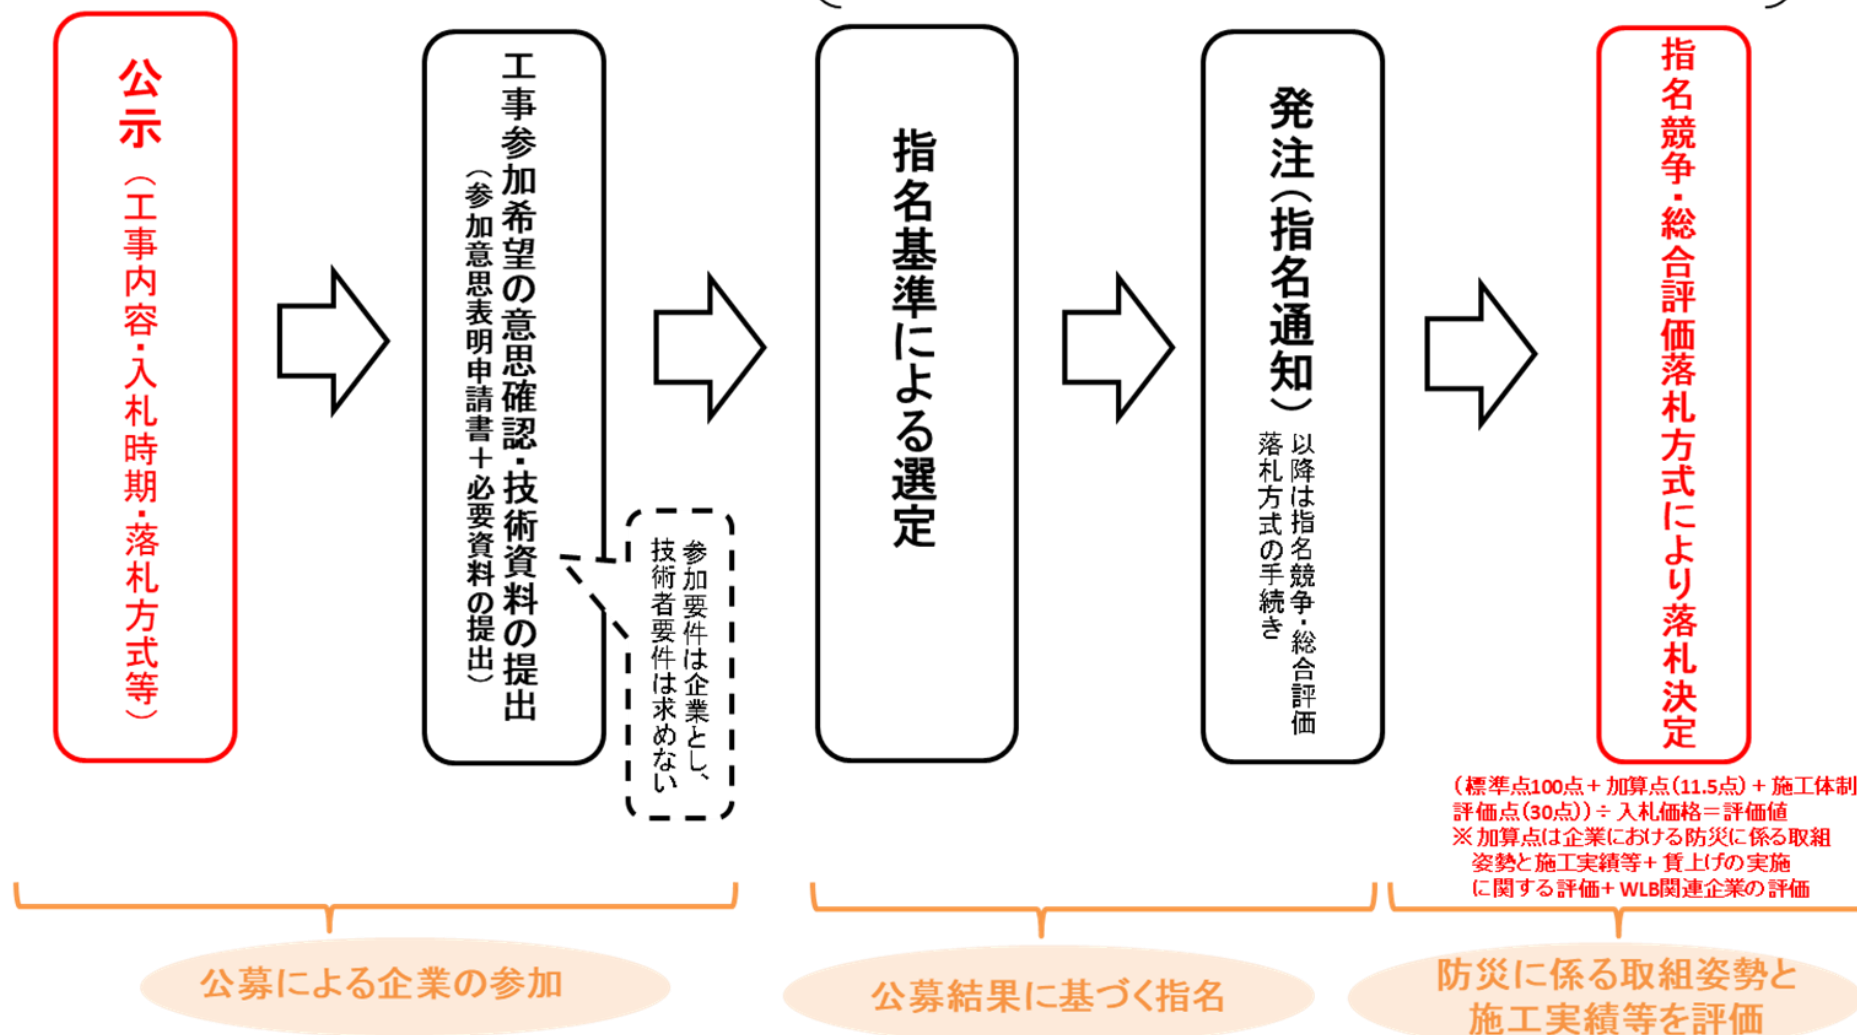 公示（工事内容・入札時期・落札方式等）
工事参加希望の意思確認・技術資料の提出
（参加意思表明申請書＋必要資料の提出）
参加要件は企業とし、
技術者要件は求めない
指名基準による選定
発注（指名通知）
以降は指名競争・総合評価
落札方式の手続き
指名競争・総合評価落札方式により落札決定
（標準点100点＋加算点（11.5点）＋施工体制
評価点（30点））÷入札価格＝評価値
※加算点は企業における防災に係る取組
姿勢と施工実績等＋賃上げの実施
に関する評価＋WLB関連企業の評価
公募による企業の参加
公募結果に基づく指名
防災に係る取組姿勢と
施工実績等を評価